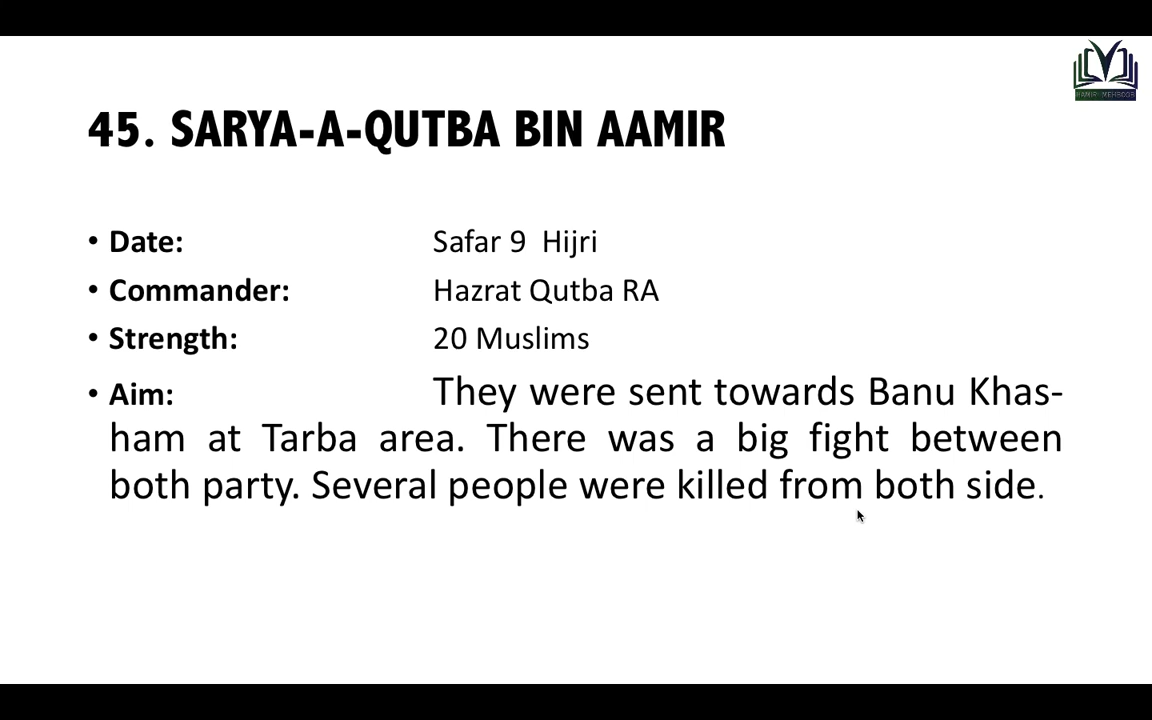 45. SARYA-A-QUTBA BIN AAMIR
• Date: Safar 9 Hijri
• Commander: Hazrat Qutba RA
• Strength: 20 Muslims
• Aim: They were sent towards Banu Khas-
ham at Tarba area. There was a big fight between
both party. Several people were killed from both side.